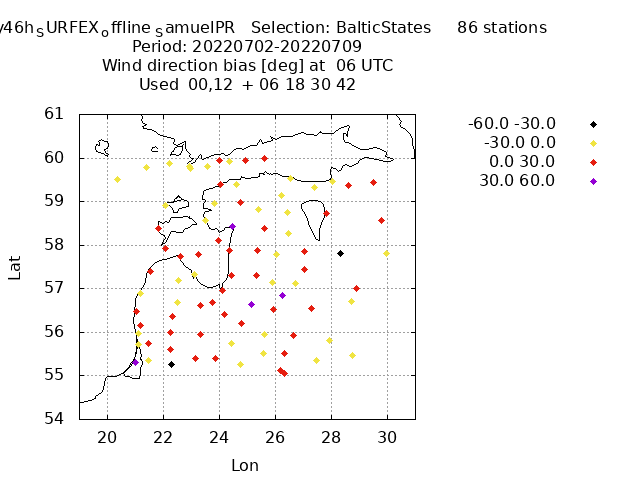 y46h_SURFEX_offline_samuelPR Selection: BalticStates 86 stations
Period: 20220702-20220709
Wind direction bias [deg] at 06 UTC
Used 00,12 + 06 18 30 42
-60.0 -30.0
-30.0 0.0
0.0 30.0
30.0 60.0
61
60
59
58
57
56
55
54
20 22 24 26 28 30
Lat
Lon